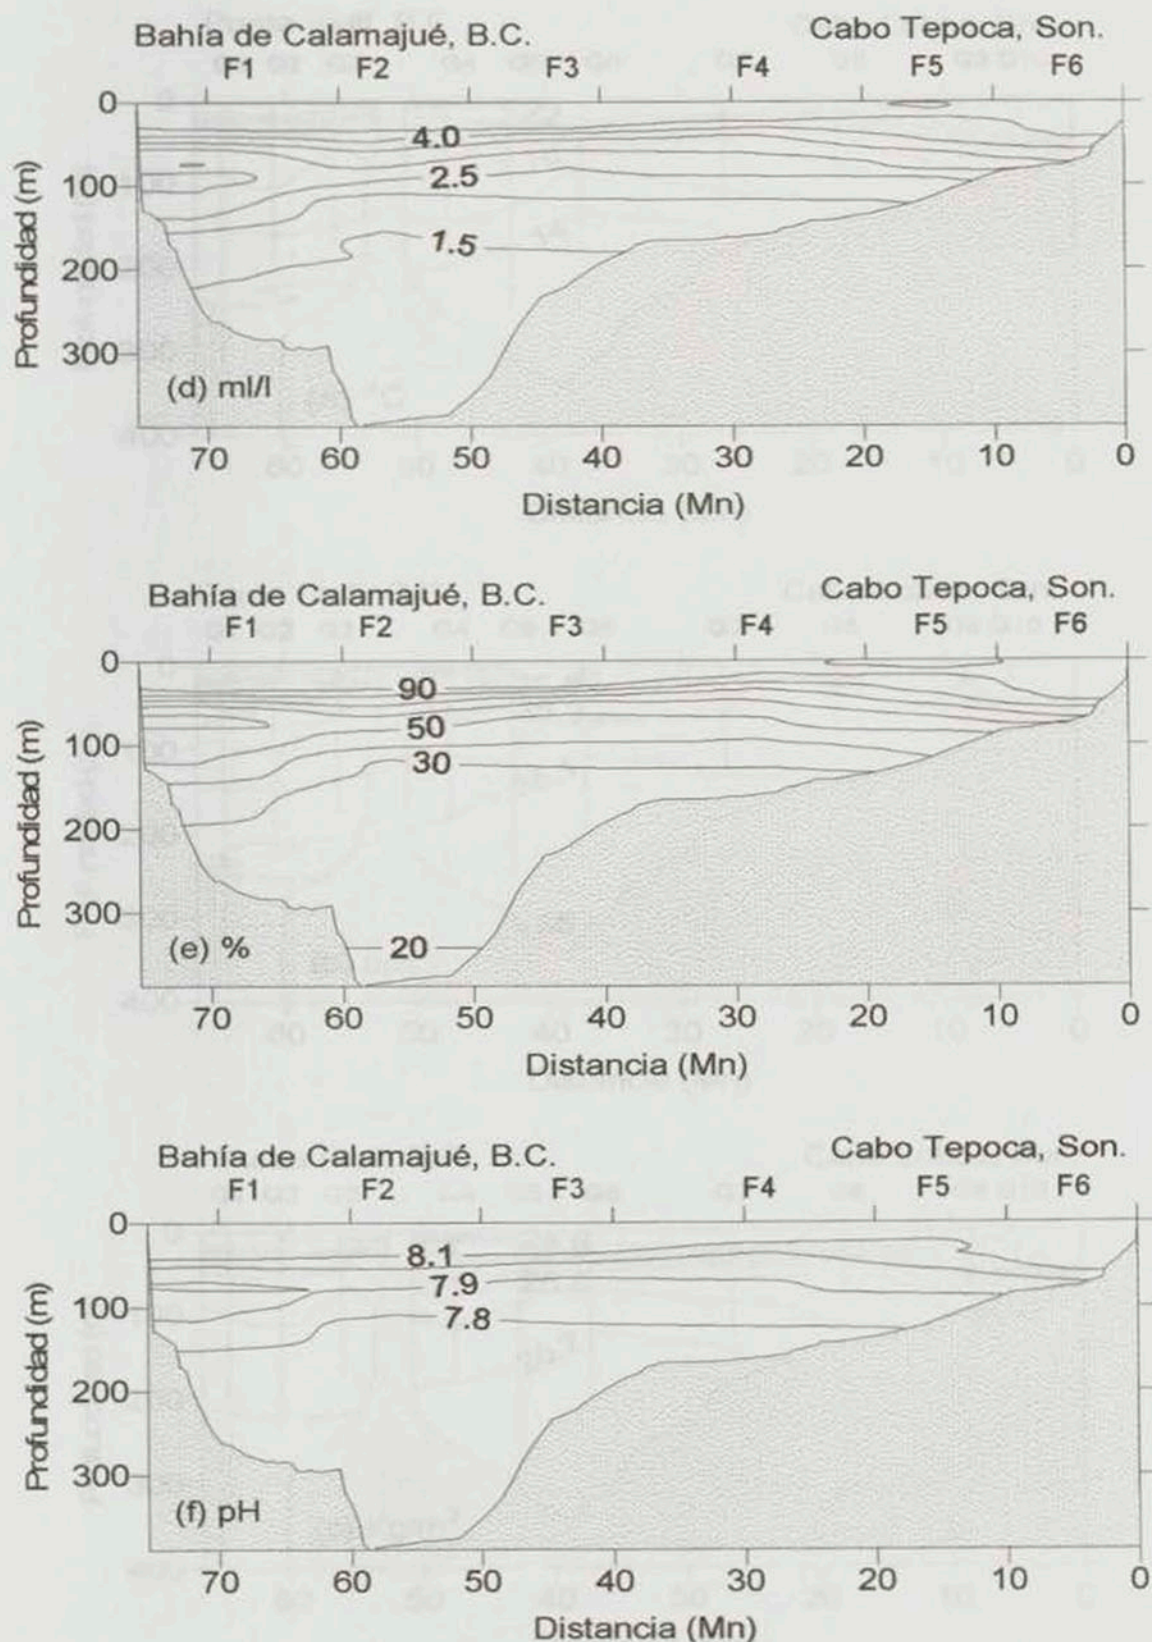 Bahía de Calamajué, B.C. Cabo Tepoca, Son.
F1 F2 F3 F4 F5 F6
0
4.0
100
2.5
200
1.5
300
Profundidad (m)
(d) ml/l
70 60 50 40 30 20 10 0
Distancia (Mn)
Bahía de Calamajué, B.C. Cabo Tepoca, Son.
F1 F2 F3 F4 F5 F6
0
90
50
100
30
200
300
20
Profundidad (m)
(e) %
70 60 50 40 30 20 10 0
Distancia (Mn)
Bahía de Calamajué, B.C. Cabo Tepoca, Son.
F1 F2 F3 F4 F5 F6
0
8.1
7.9
100
7.8
200
300
Profundidad (m)
(f) pH
70 60 50 40 30 20 10 0
Distancia (Mn)